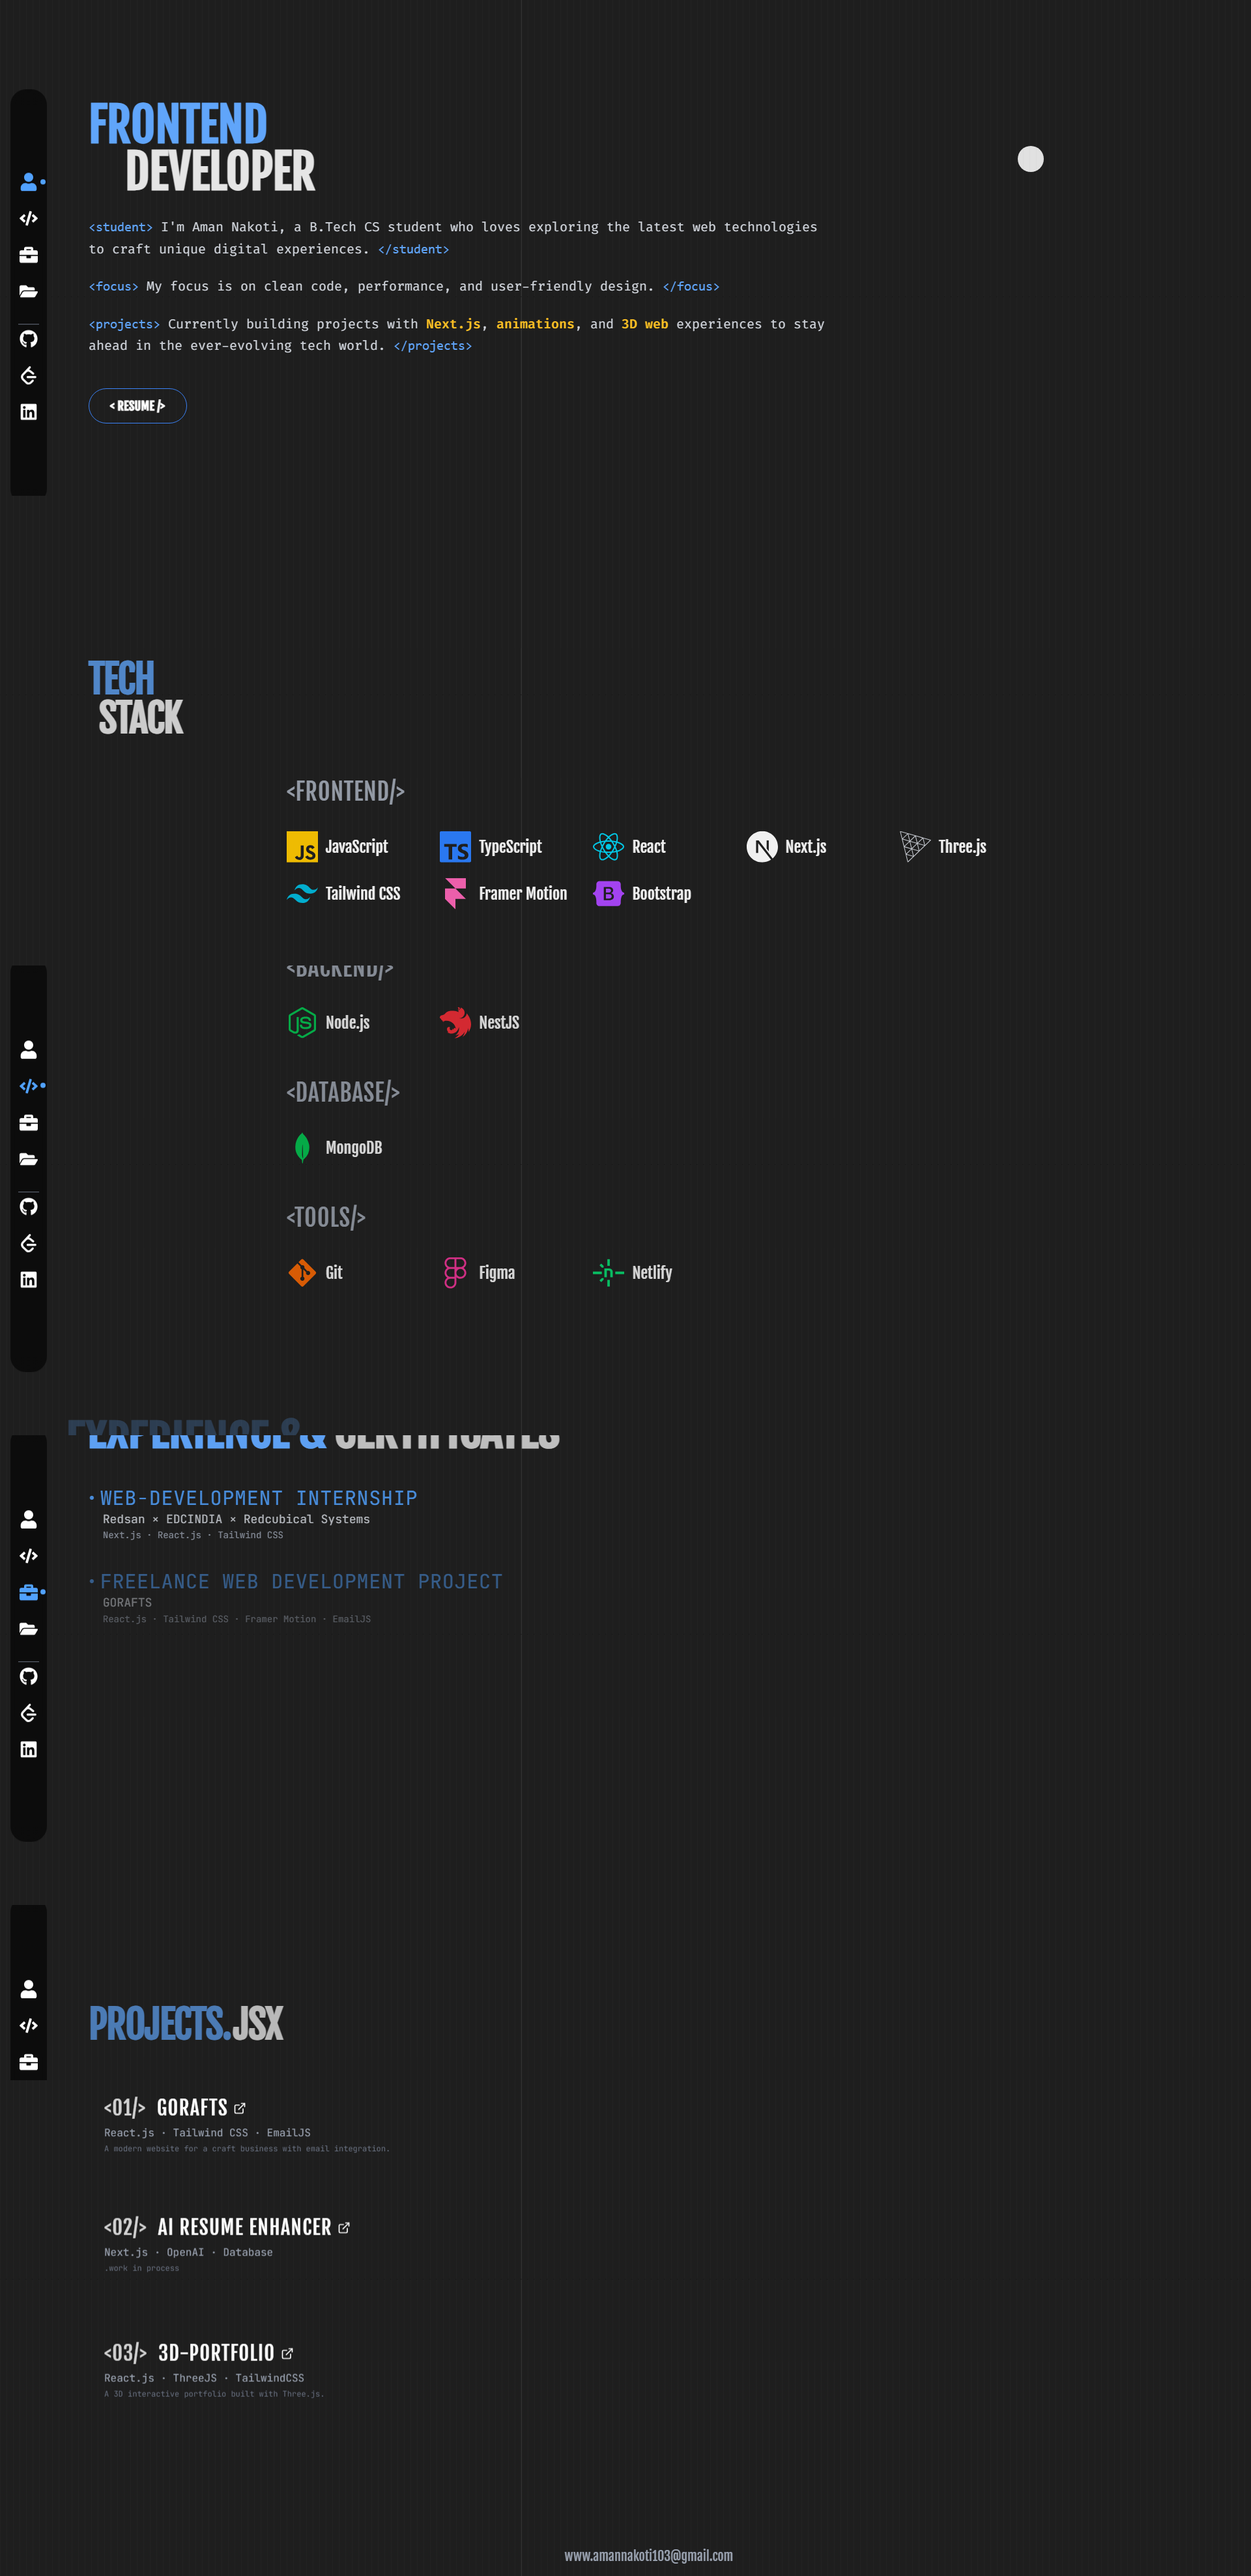 FRONTEND
DEVELOPER
<student> I'm Aman Nakoti, a B.Tech CS student who loves exploring the latest web technologies
to craft unique digital experiences. </student>
<focus> My focus is on clean code, performance, and user-friendly design. </focus>
<projects> Currently building projects with Next.js, animations, and 3D web experiences to stay
ahead in the ever-evolving tech world. </projects>
< RESUME />
TECH
STACK
<FRONTEND/>
JS JavaScript
TS TypeScript
React
N Next.js
Three.js
Tailwind CSS
Framer Motion
B Bootstrap
<BACKEND/>
JS Node.js
NestJS
<DATABASE/>
MongoDB
<TOOLS/>
Git
Figma
n Netlify
EXPERIENCE &
EXPERIENCE & CERTIFICATES
• WEB-DEVELOPMENT INTERNSHIP
Redsan × EDCINDIA × Redcubical Systems
Next.js · React.js · Tailwind CSS
• FREELANCE WEB DEVELOPMENT PROJECT
GORAFTS
React.js · Tailwind CSS · Framer Motion · EmailJS
PROJECTS.JSX
<01/> GORAFTS
React.js · Tailwind CSS · EmailJS
A modern website for a craft business with email integration.
<02/> AI RESUME ENHANCER
Next.js · OpenAI · Database
.work in process
<03/> 3D-PORTFOLIO
React.js · ThreeJS · TailwindCSS
A 3D interactive portfolio built with Three.js.
www.amannakoti103@gmail.com